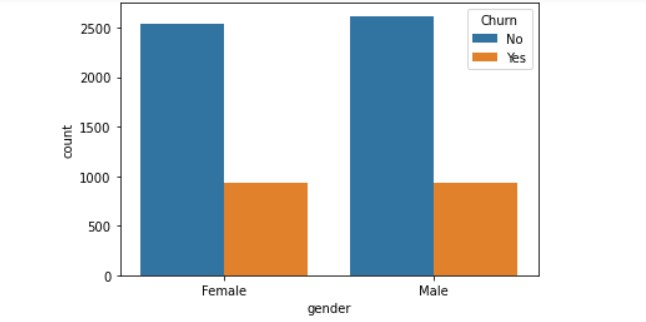 Churn
No
Yes
2500
2000
1500
1000
500
0
count
Female
Male
gender